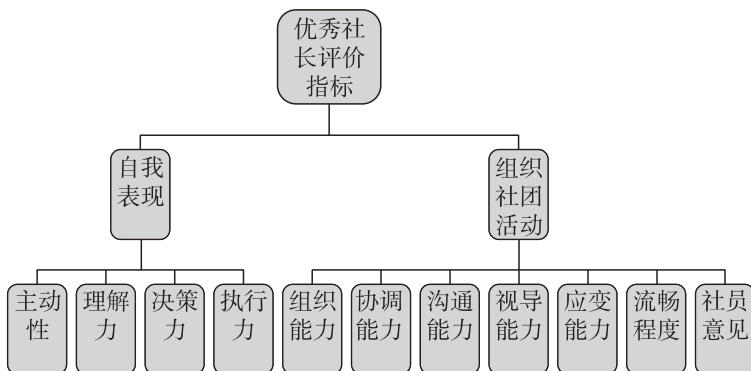 优秀社
长评价
指标
自我
表现
组织
社团
活动
主动
性
理解
力
决策
力
执行
力
组织
能力
协调
能力
沟通
能力
视导
能力
应变
能力
流畅
程度
社员
意见